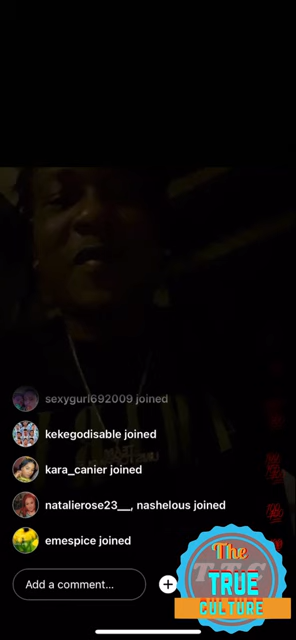 sexygurl692009 joined
kekegodisable joined
kara_canier joined
natalierose23__, nashelous joined
emespice joined
Add a comment...
The
TRUE
CULTURE